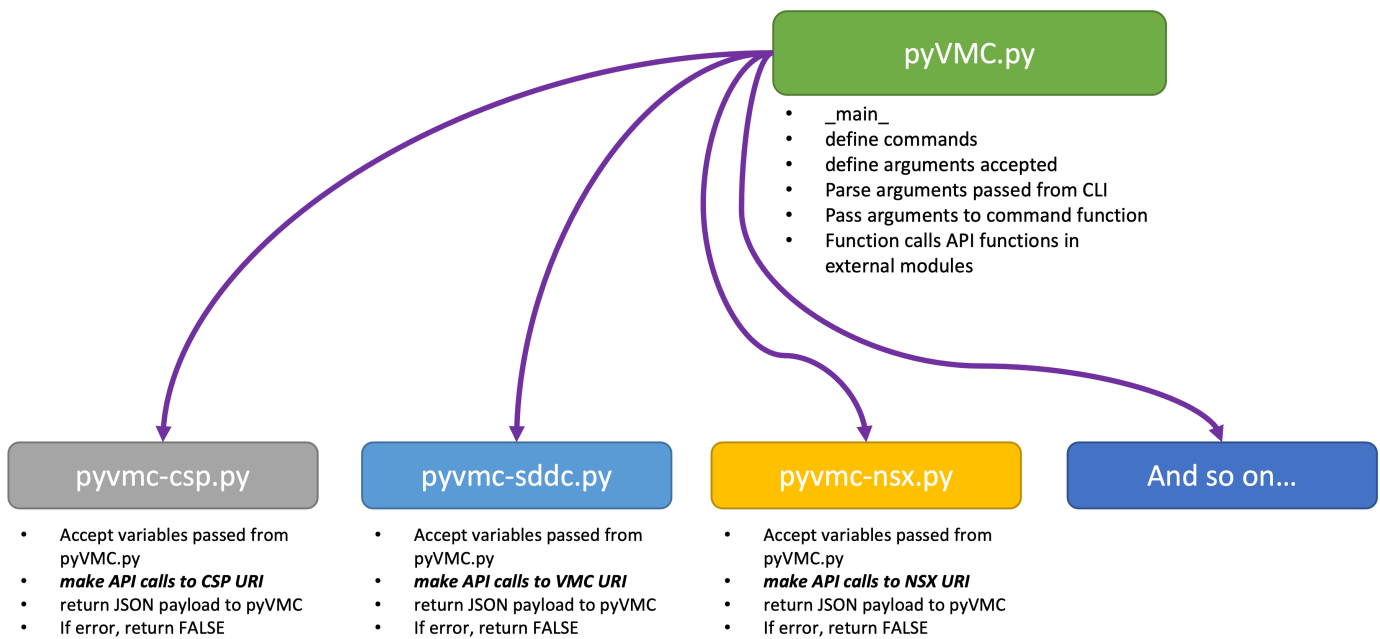 pyVMC.py
• _main_
• define commands
• define arguments accepted
• Parse arguments passed from CLI
• Pass arguments to command function
• Function calls API functions in
external modules
pyvmc-csp.py
• Accept variables passed from
pyVMC.py
• make API calls to CSP URI
• return JSON payload to pyVMC
• If error, return FALSE
pyvmc-sddc.py
• Accept variables passed from
pyVMC.py
• make API calls to VMC URI
• return JSON payload to pyVMC
• If error, return FALSE
pyvmc-nsx.py
• Accept variables passed from
pyVMC.py
• make API calls to NSX URI
• return JSON payload to pyVMC
• If error, return FALSE
And so on...